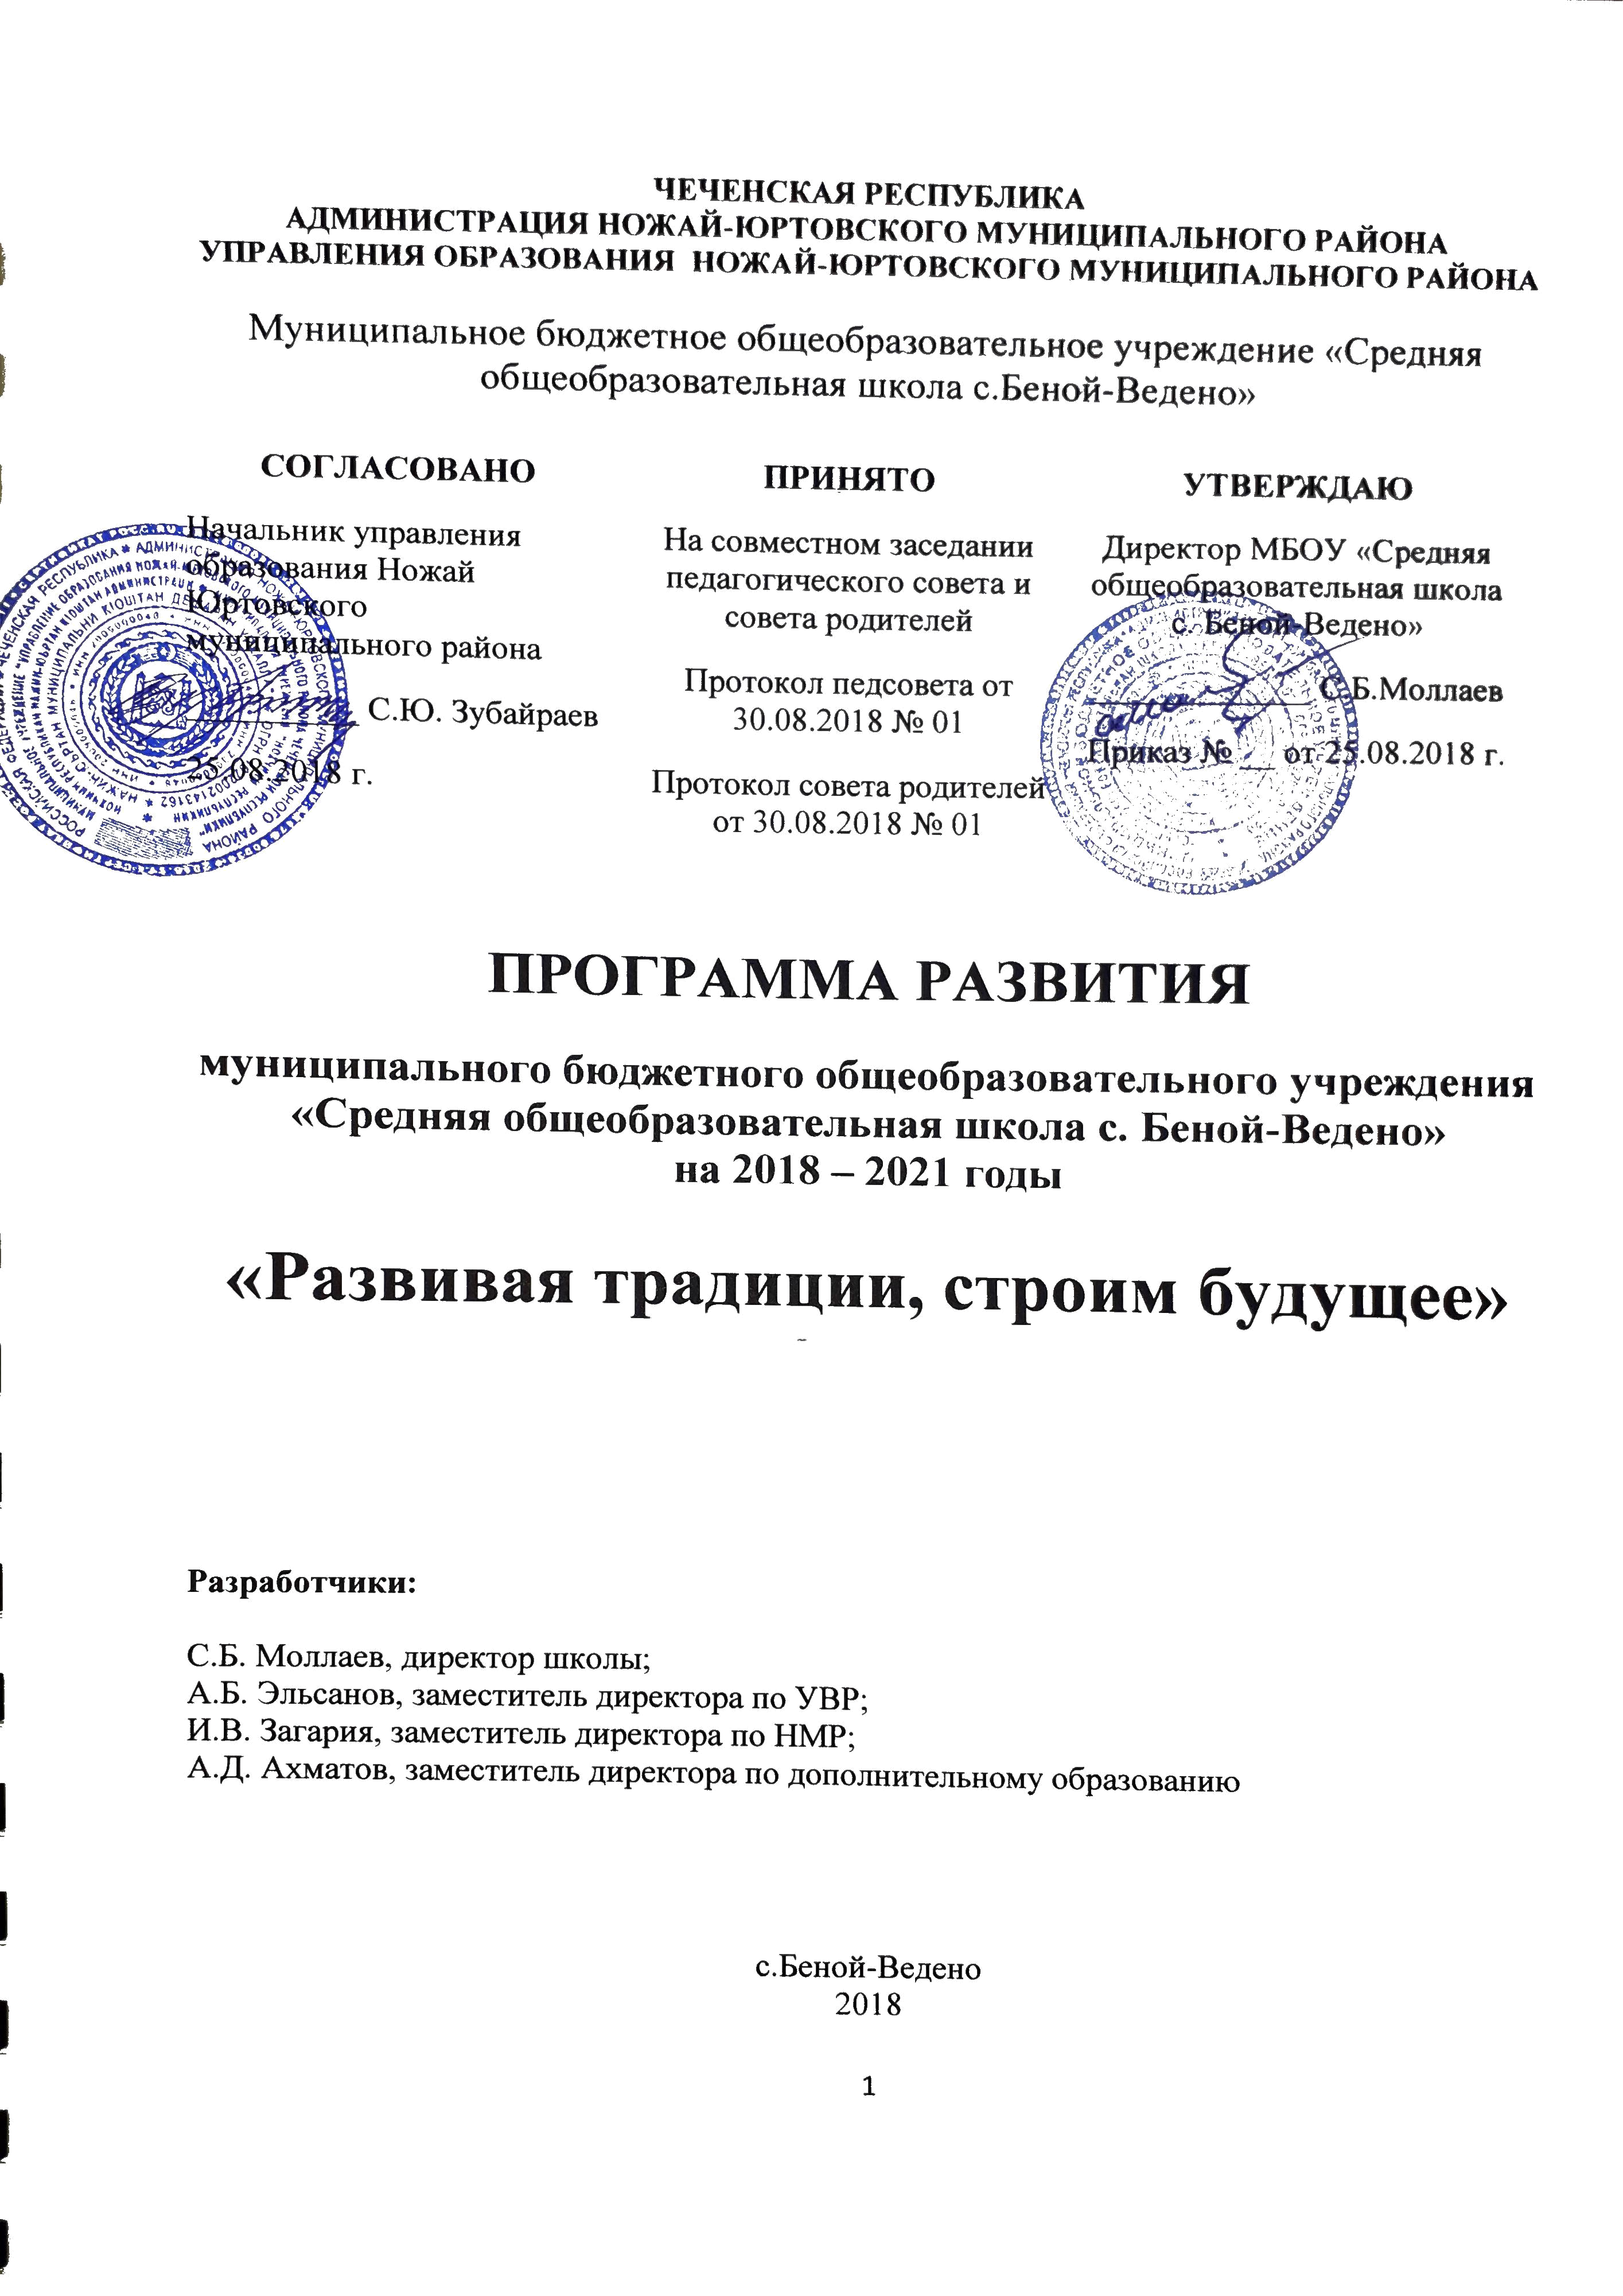 ЧЕЧЕНСКАЯ РЕСПУБЛИКА
АДМИНИСТРАЦИЯ НОЖАЙ-ЮРТОВСКОГО МУНИЦИПАЛЬНОГО РАЙОНА
УПРАВЛЕНИЯ ОБРАЗОВАНИЯ НОЖАЙ-ЮРТОВСКОГО МУНИЦИПАЛЬНОГО РАЙОНА
Муниципальное бюджетное общеобразовательное учреждение «Средняя
общеобразовательная школа с.Беной-Ведено»
СОГЛАСОВАНО
Начальник управления
образования Ножай
Юртовского
муниципального района
С.Ю. Зубайраев
25.08.2018 г.
ПРИНЯТО
На совместном заседании
педагогического совета и
совета родителей
Протокол педсовета от
30.08.2018 № 01
Протокол совета родителей
от 30.08.2018 № 01
УТВЕРЖДАЮ
Директор МБОУ «Средняя
общеобразовательная школа
с. Беной-Ведено»
С.Б.Моллаев
Приказ № __ от 25.08.2018 г.
ПРОГРАММА РАЗВИТИЯ
муниципального бюджетного общеобразовательного учреждения
«Средняя общеобразовательная школа с. Беной-Ведено»
на 2018 – 2021 годы
«Развивая традиции, строим будущее»
Разработчики:
С.Б. Моллаев, директор школы;
А.Б. Эльсанов, заместитель директора по УВР;
И.В. Загария, заместитель директора по НМР;
А.Д. Ахматов, заместитель директора по дополнительному образованию
с.Беной-Ведено
2018
1